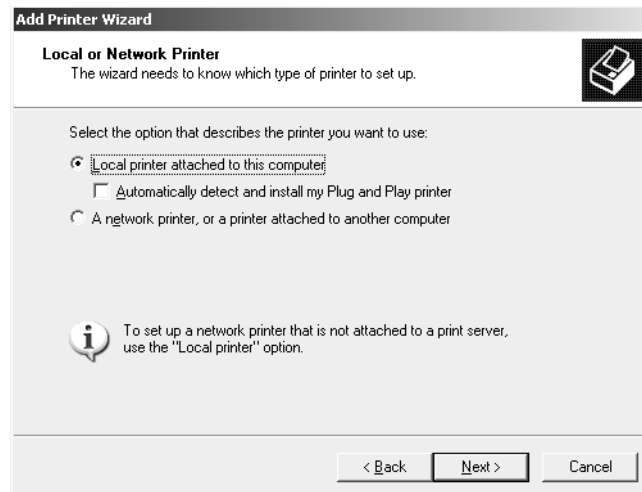 Add Printer Wizard
Local or Network Printer
The wizard needs to know which type of printer to set up.
Select the option that describes the printer you want to use:
Local printer attached to this computer
Automatically detect and install my Plug and Play printer
A network printer, or a printer attached to another computer
To set up a network printer that is not attached to a print server,
use the "Local printer" option.
< Back Next > Cancel